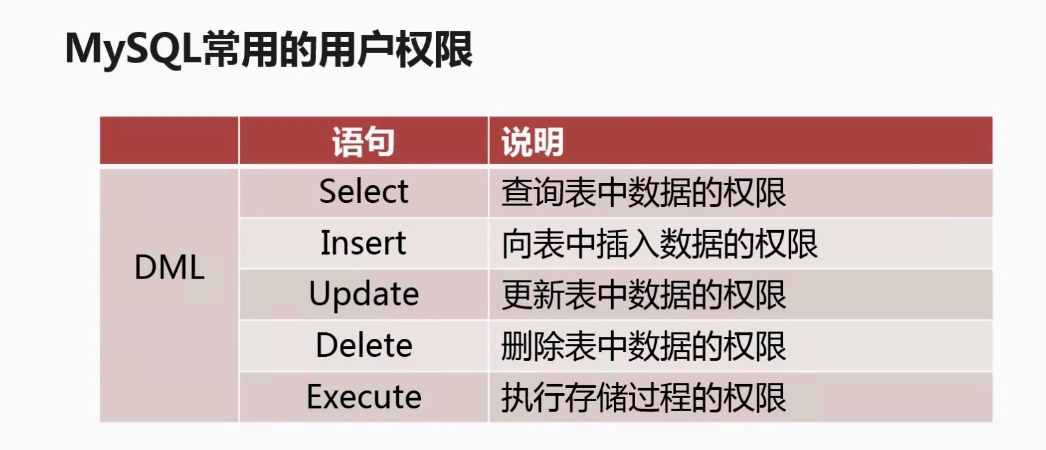 MySQL常用的用户权限
语句 说明
DML
Select 查询表中数据的权限
Insert 向表中插入数据的权限
Update 更新表中数据的权限
Delete 删除表中数据的权限
Execute 执行存储过程的权限